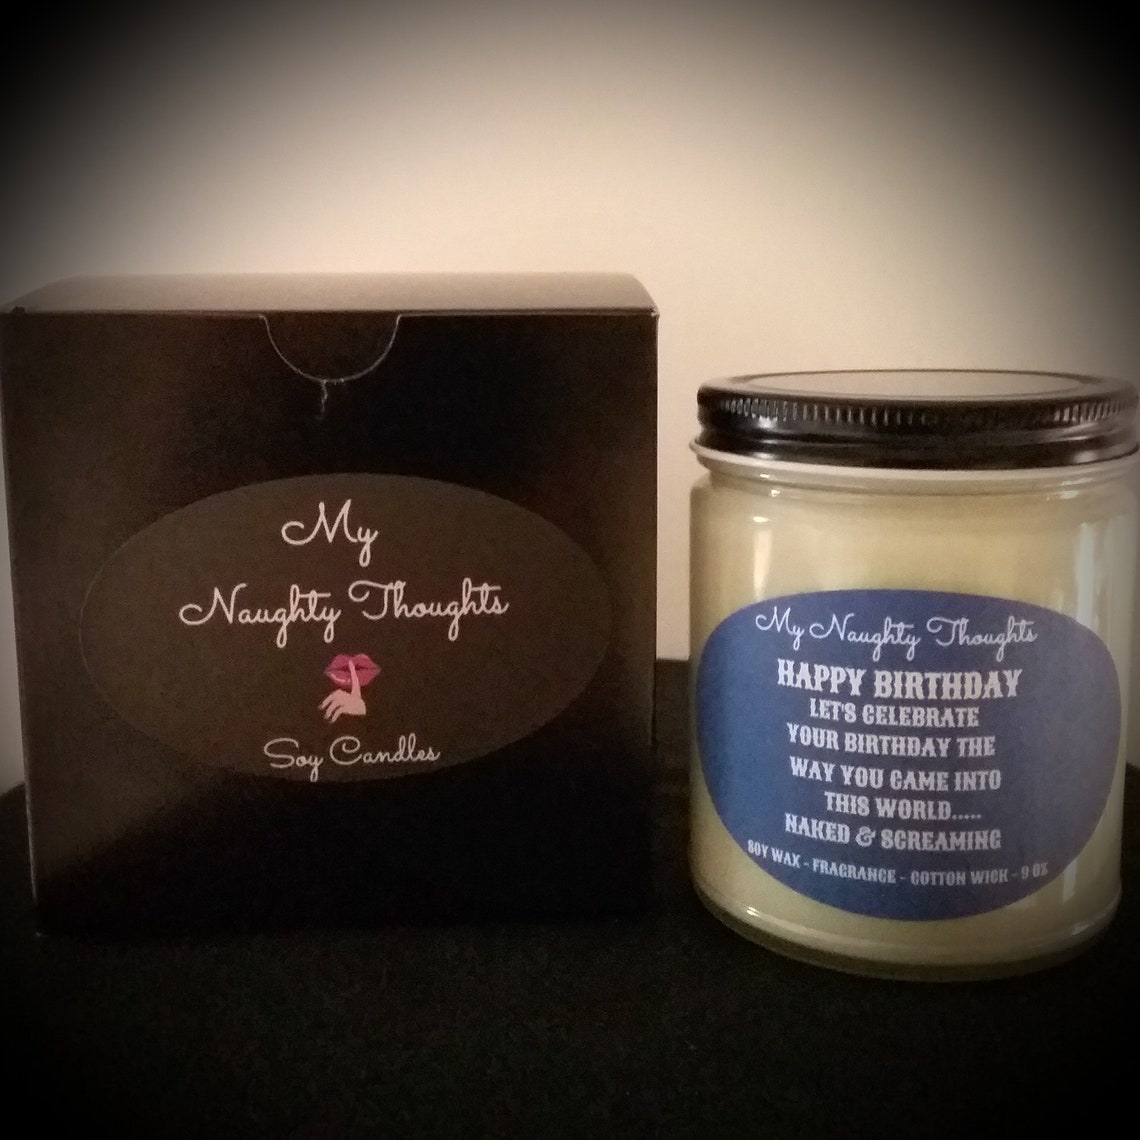 My
Naughty Thoughts
Soy Candles
My Naughty Thoughts
HAPPY BIRTHDAY
LET'S CELEBRATE
YOUR BIRTHDAY THE
WAY YOU CAME INTO
THIS WORLD.....
NAKED & SCREAMING
SOY WAX - FRAGRANCE - COTTON WICK - 9 OZ